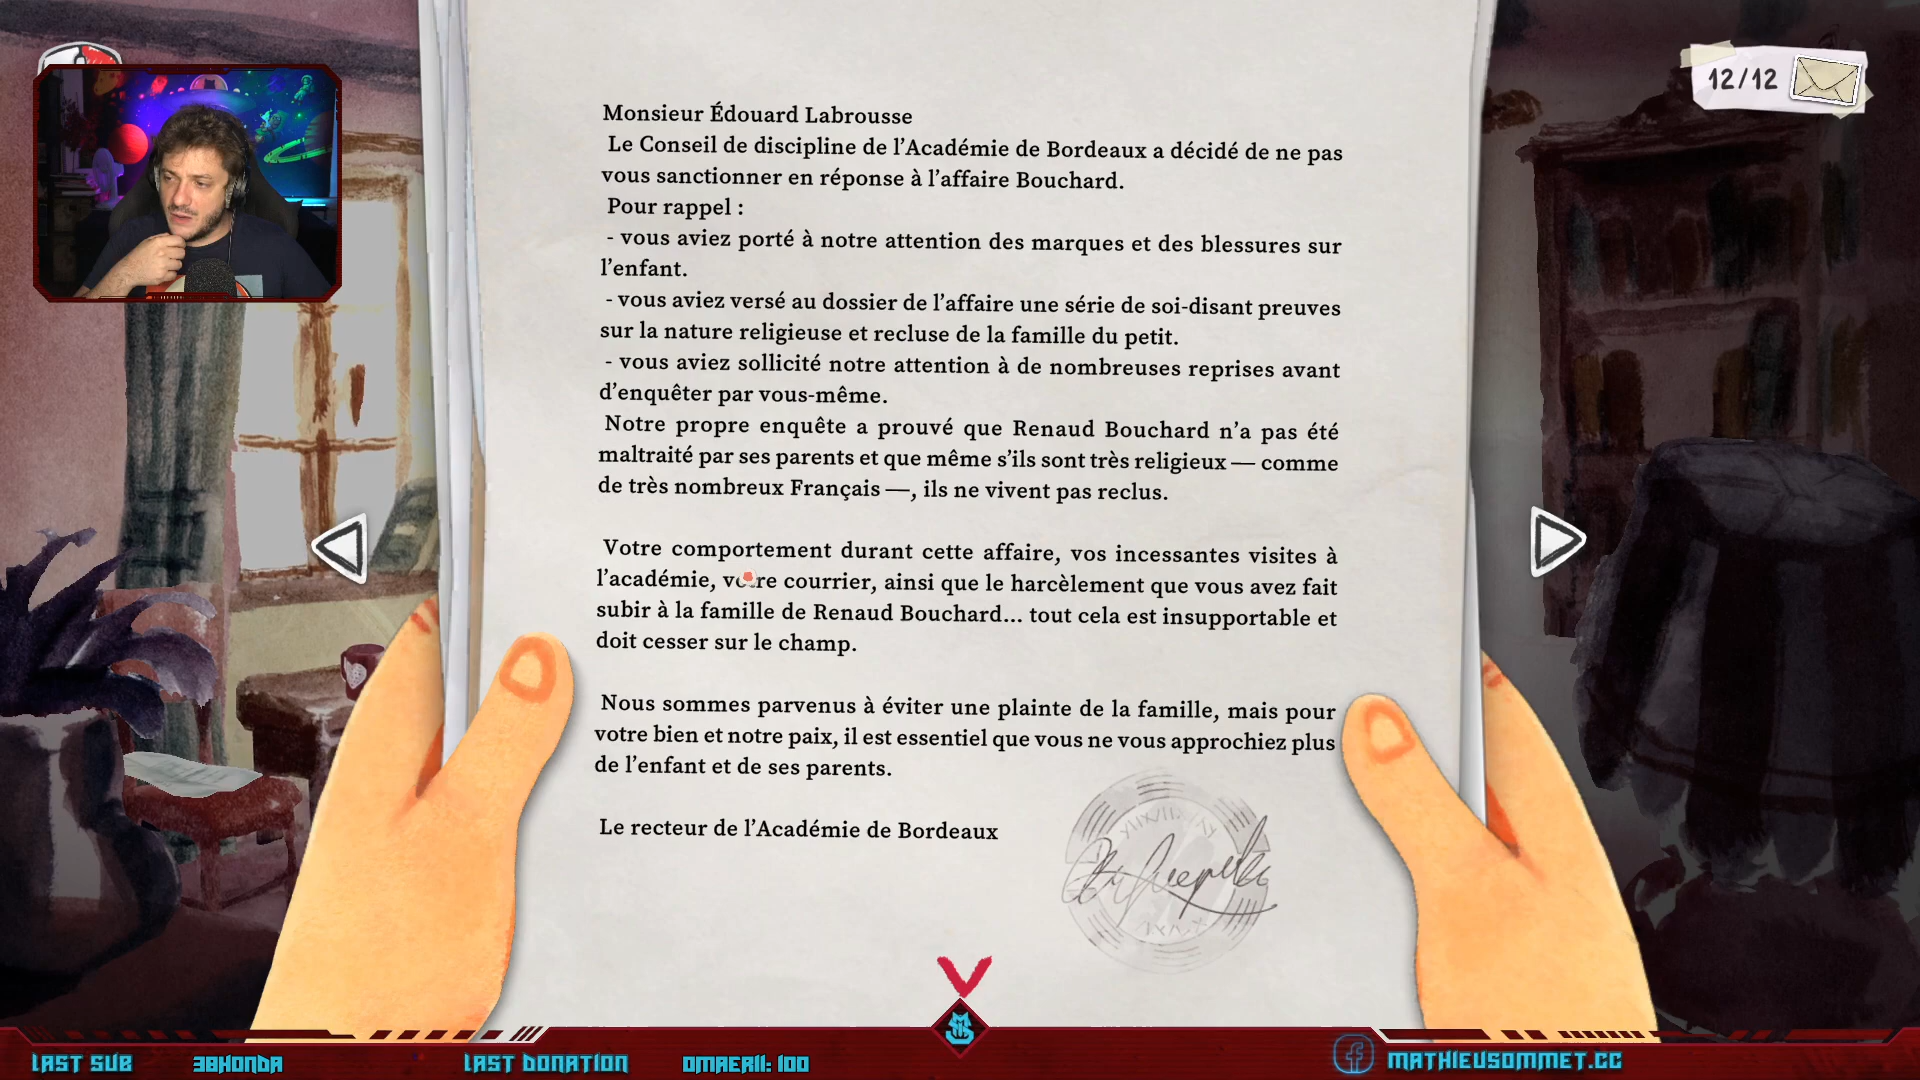 12/12
Monsieur Édouard Labrousse
Le Conseil de discipline de l'Académie de Bordeaux a décidé de ne pas
vous sanctionner en réponse à l'affaire Bouchard.
Pour rappel :
- vous aviez porté à notre attention des marques et des blessures sur
l'enfant.
- vous aviez versé au dossier de l'affaire une série de soi-disant preuves
sur la nature religieuse et recluse de la famille du petit.
- vous aviez sollicité notre attention à de nombreuses reprises avant
d'enquêter par vous-même.
Notre propre enquête a prouvé que Renaud Bouchard n'a pas été
maltraité par ses parents et que même s'ils sont très religieux — comme
de très nombreux Français —, ils ne vivent pas reclus.
Votre comportement durant cette affaire, vos incessantes visites à
l'académie, votre courrier, ainsi que le harcèlement que vous avez fait
subir à la famille de Renaud Bouchard... tout cela est insupportable et
doit cesser sur le champ.
Nous sommes parvenus à éviter une plainte de la famille, mais pour
votre bien et notre paix, il est essentiel que vous ne vous approchiez plus
de l'enfant et de ses parents.
Le recteur de l'Académie de Bordeaux
LAST SUB 38HONDA LAST DONATION OMAERII: 100 MATHIEUSOMMET.CC